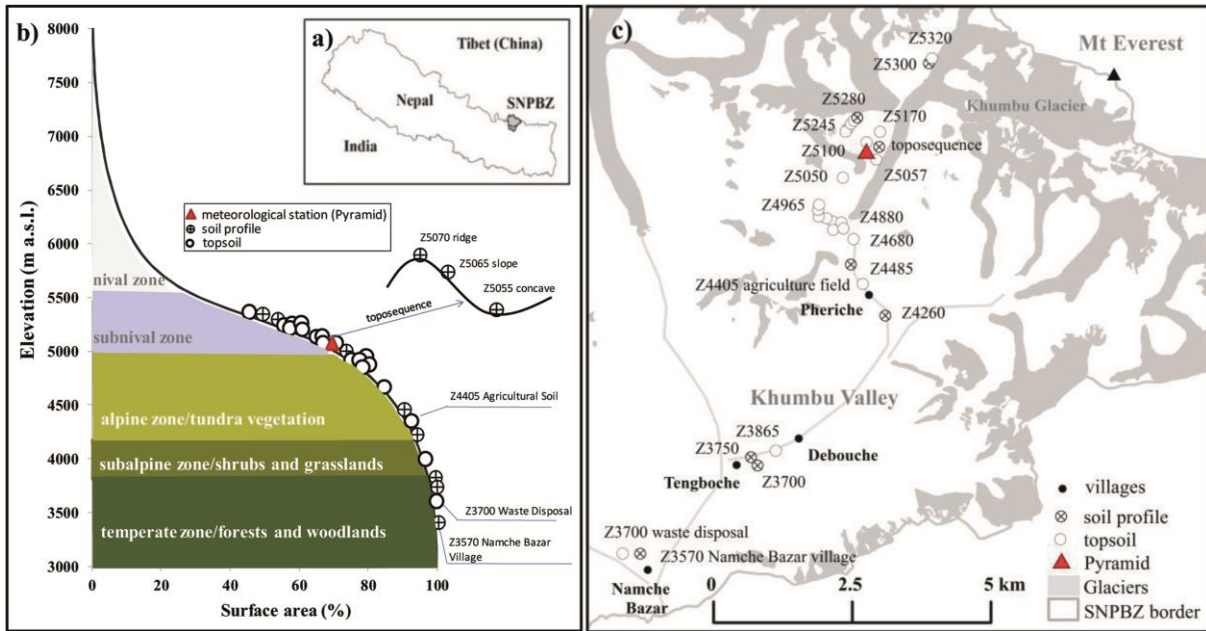 b)
Elevation (m a.s.l.)
8000
7500
7000
6500
6000
5500
5000
4500
4000
3500
3000
0
20
40
60
80
100
Surface area (%)
a)
Tibet (China)
Nepal
SNPBZ
India
meteorological station (Pyramid)
soil profile
topsoil
Z5070 ridge
Z5065 slope
Z5055 concave
toposequence
nival zone
subnival zone
alpine zone/tundra vegetation
subalpine zone/shrubs and grasslands
temperate zone/forests and woodlands
Z4405 Agricultural Soil
Z3700 Waste Disposal
Z3570 Namche Bazar
Village
c)
Z5320
Z5300
Mt Everest
Khumbu Glacier
Z5280
Z5245
Z5170
Z5100
toposequence
Z5050
Z5057
Z4965
Z4880
Z4680
Z4485
Z4405 agriculture field
Pheriche
Z4260
Khumbu Valley
Z3865
Z3750
Debouche
Tengboche
Z3700
Z3700 waste disposal
Z3570 Namche Bazar village
Namche
Bazar
0
2.5
5 km
villages
soil profile
topsoil
Pyramid
Glaciers
SNPBZ border